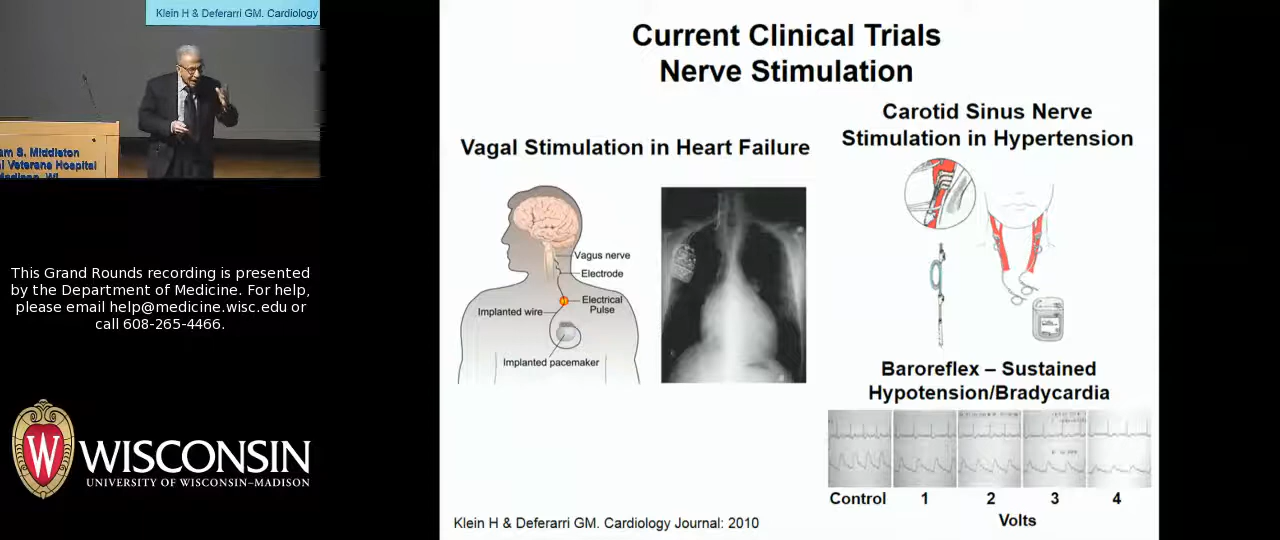 Klein H & Deferarri GM. Cardiology
am S. Middleton
l Veterans Hospital
This Grand Rounds recording is presented
by the Department of Medicine. For help,
please email help@medicine.wisc.edu or
call 608-265-4466.
W
WISCONSIN
UNIVERSITY OF WISCONSIN–MADISON
Current Clinical Trials
Nerve Stimulation
Vagal Stimulation in Heart Failure
Vagus nerve
Electrode
Electrical
Pulse
Implanted wire
Implanted pacemaker
Carotid Sinus Nerve
Stimulation in Hypertension
Baroreflex – Sustained
Hypotension/Bradycardia
Control 1 2 3 4
Volts
Klein H & Deferarri GM. Cardiology Journal: 2010